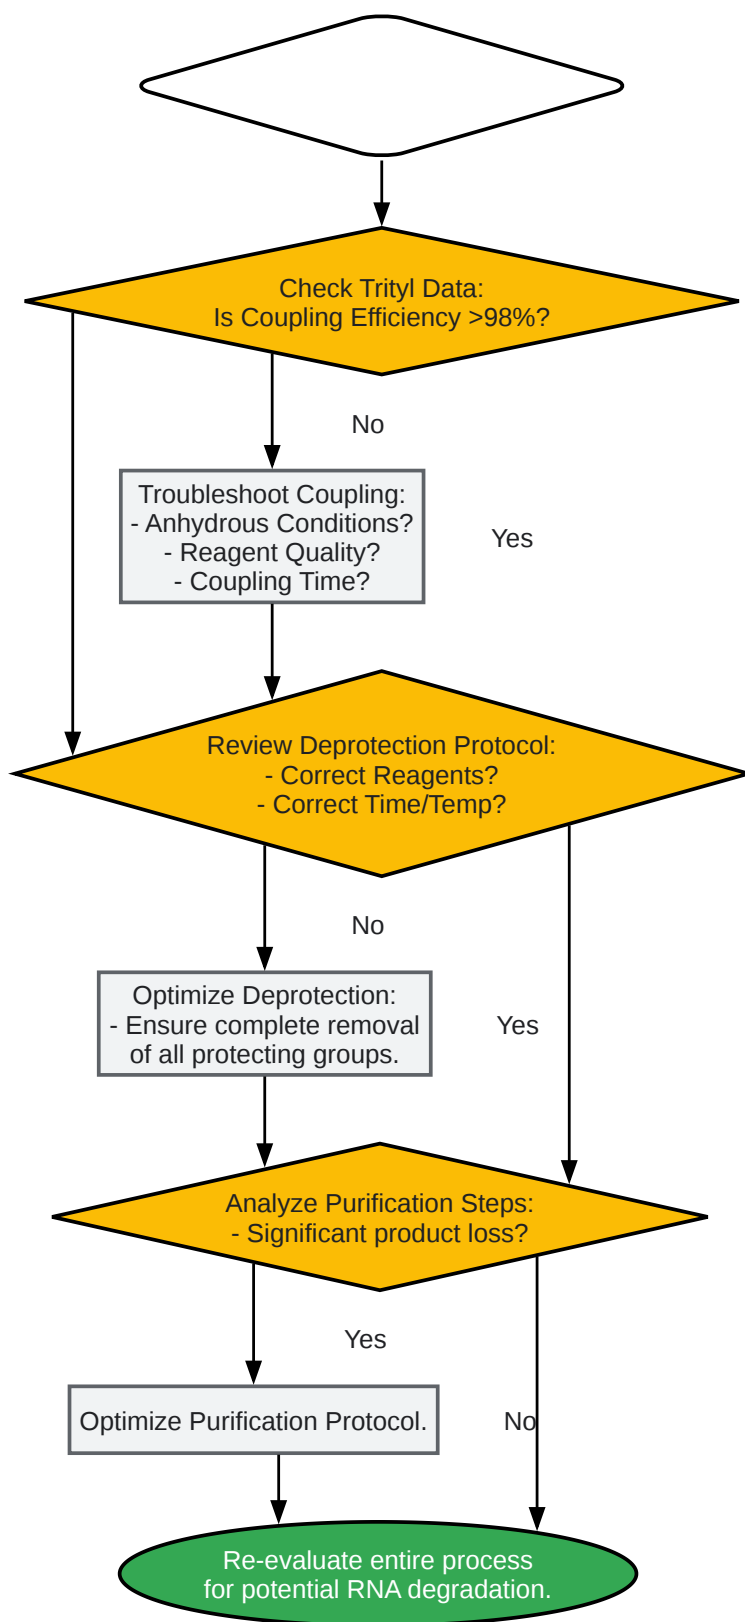 Check Trityl Data:
Is Coupling Efficiency >98%?
No
Troubleshoot Coupling:
- Anhydrous Conditions?
- Reagent Quality?
- Coupling Time?
Yes
Review Deprotection Protocol:
- Correct Reagents?
- Correct Time/Temp?
No
Optimize Deprotection:
- Ensure complete removal
of all protecting groups.
Yes
Analyze Purification Steps:
- Significant product loss?
Yes
Optimize Purification Protocol.
No
Re-evaluate entire process
for potential RNA degradation.